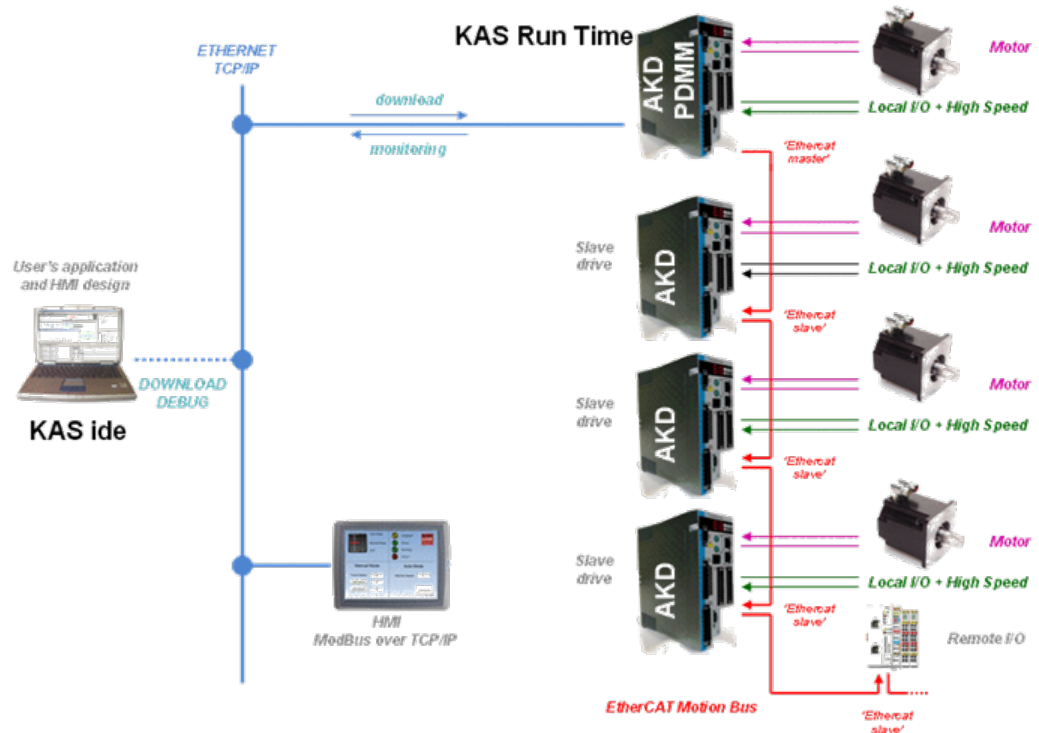 KAS Run Time
ETHERNET
TCP/IP
download
monitoring
AKD
PDMM
Motor
Local I/O + High Speed
'Ethercat
master'
Slave
drive
AKD
Motor
Local I/O + High Speed
'Ethercat
slave'
User's application
and HMI design
DOWNLOAD
DEBUG
KAS ide
Slave
drive
AKD
Motor
Local I/O + High Speed
'Ethercat
slave'
HMI
ModBus over TCP/IP
Slave
drive
AKD
Motor
Local I/O + High Speed
'Ethercat
slave'
Remote I/O
EtherCAT Motion Bus
'Ethercat
slave'